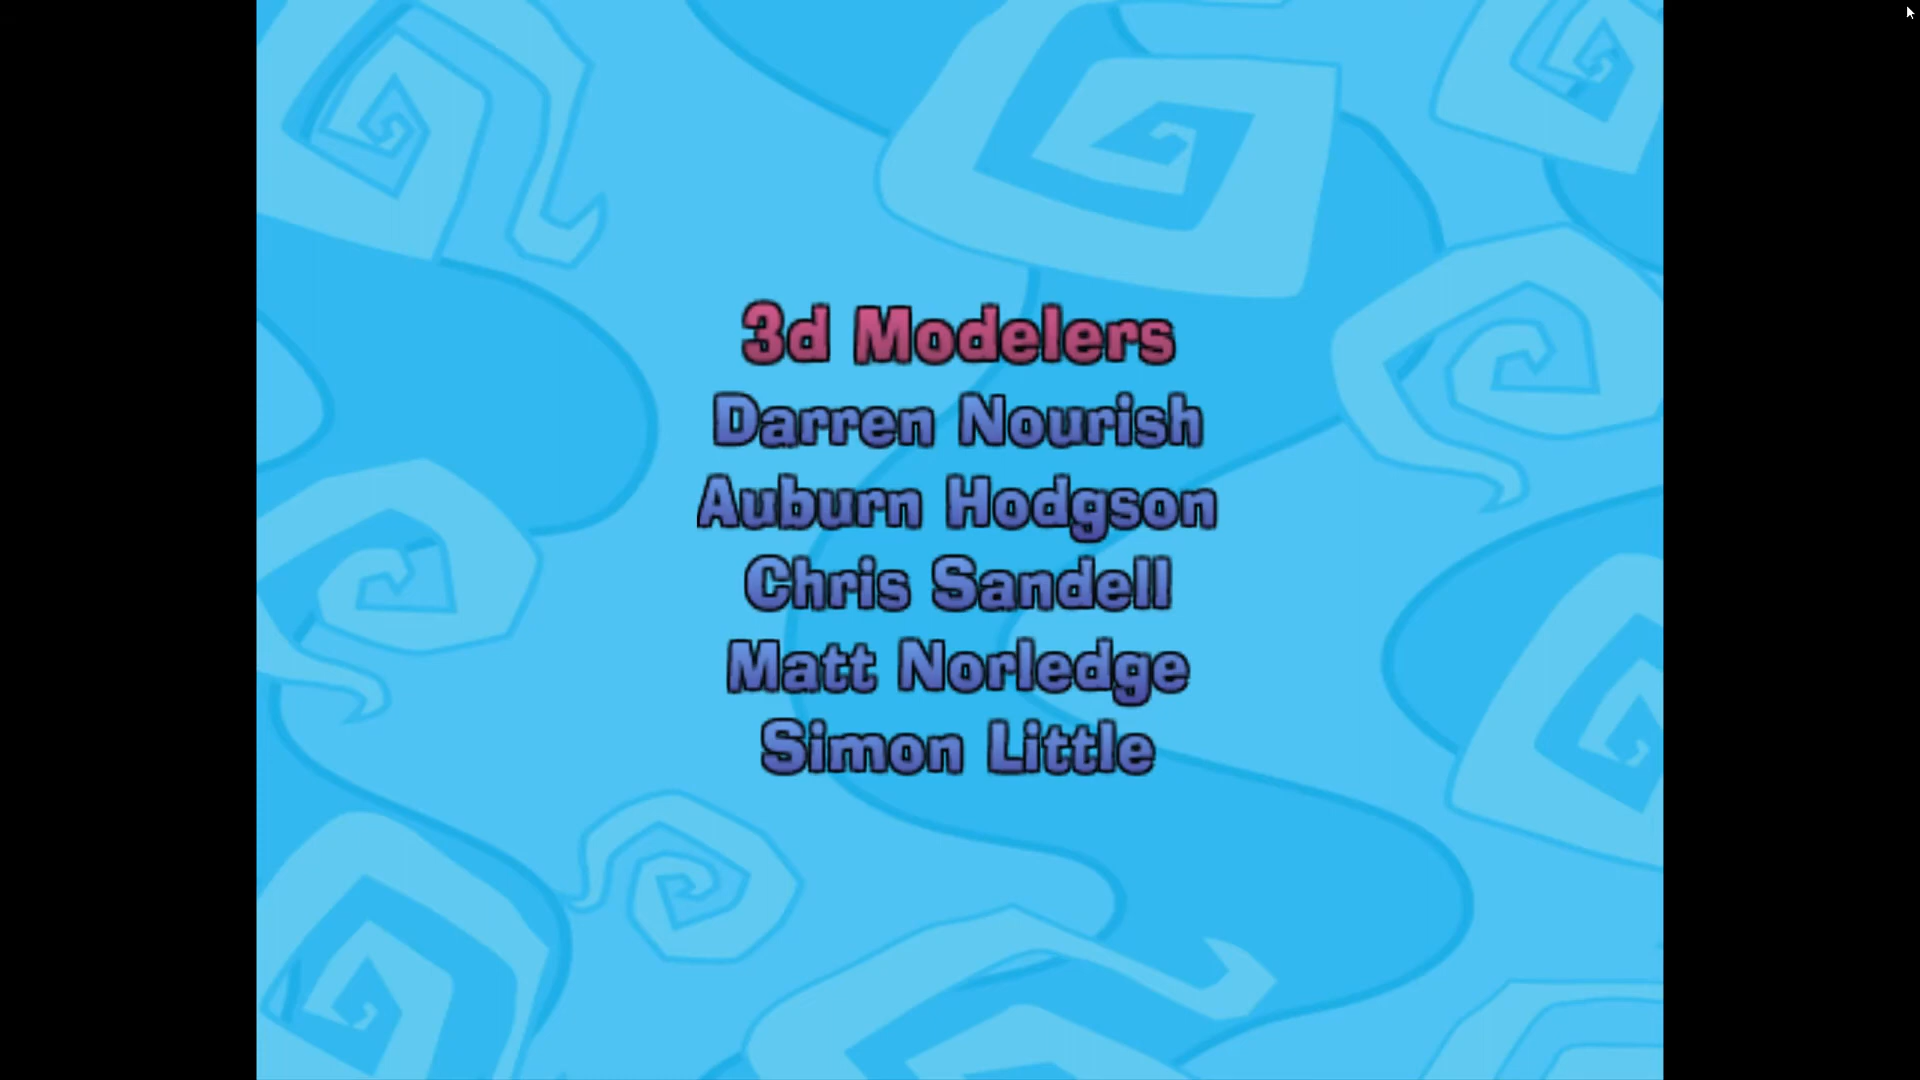 3d Modelers
Darren Nourish
Auburn Hodgson
Chris Sandell
Matt Norledge
Simon Little